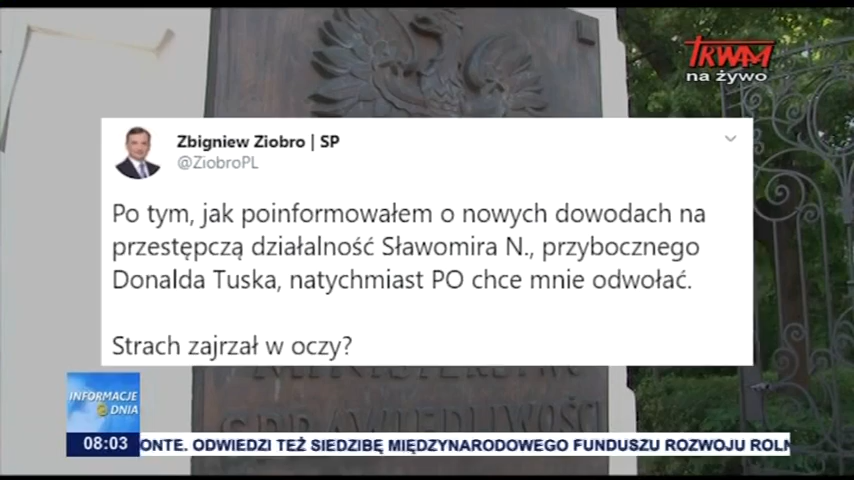 TRWAM
na żywo
Zbigniew Ziobro | SP
@ZiobroPL
Po tym, jak poinformowałem o nowych dowodach na
przestępczą działalność Sławomira N., przybocznego
Donalda Tuska, natychmiast PO chce mnie odwołać.
Strach zajrzał w oczy?
MINISTERSTWO
SPRAWIEDLIWOŚCI
INFORMACJE
DNIA
08:03
ONTE. ODWIEDZI TEŻ SIEDZIBĘ MIĘDZYNARODOWEGO FUNDUSZU ROZWOJU ROLN